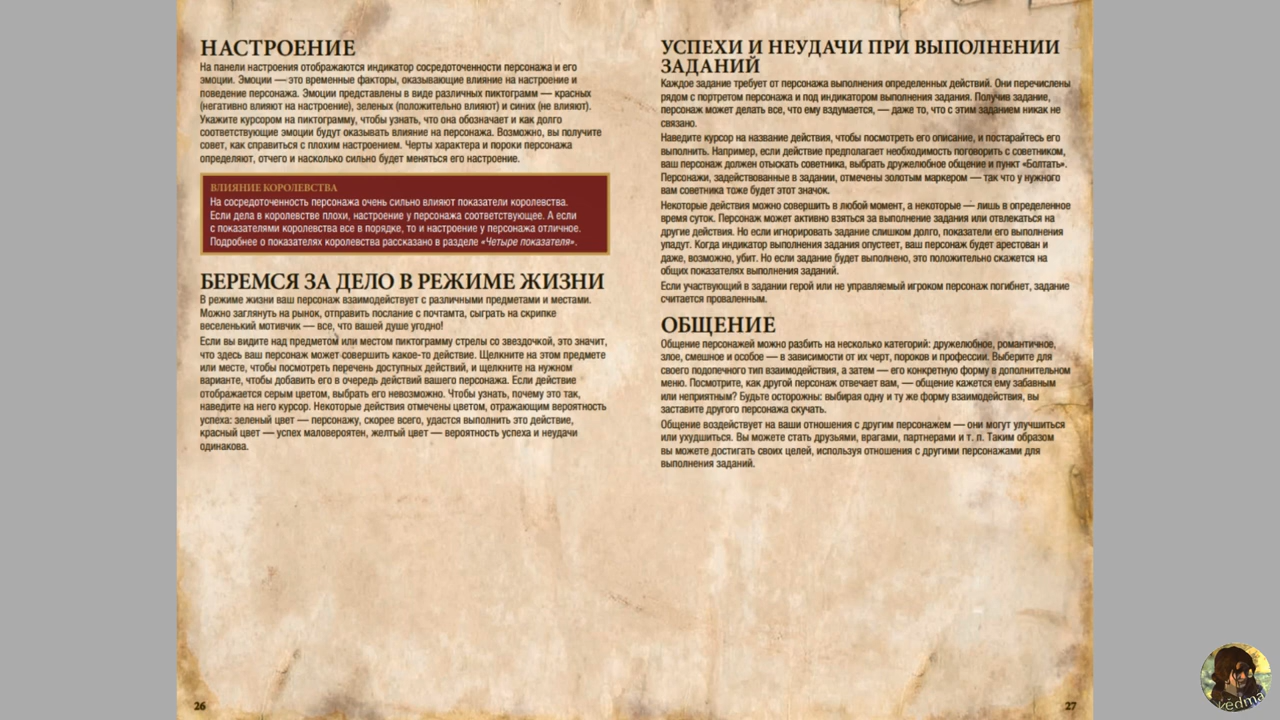 НАСТРОЕНИЕ
На панели настроения отображаются индикатор сосредоточенности персонажа и его
эмоции. Эмоции — это временные факторы, оказывающие влияние на настроение и
поведение персонажа. Эмоции представлены в виде различных пиктограмм — красных
(негативно влияют на настроение), зеленых (положительно влияют) и синих (не влияют).
Укажите курсором на пиктограмму, чтобы узнать, что она обозначает и как долго
соответствующие эмоции будут оказывать влияние на персонажа. Возможно, вы получите
совет, как справиться с плохим настроением. Черты характера и пороки персонажа
определяют, отчего и насколько сильно будет меняться его настроение.
ВЛИЯНИЕ КОРОЛЕВСТВА
На сосредоточенность персонажа очень сильно влияют показатели королевства.
Если дела в королевстве плохи, настроение у персонажа соответствующее. А если
с показателями королевства все в порядке, то и настроение у персонажа отличное.
Подробнее о показателях королевства рассказано в разделе «Четыре показателя».
БЕРЕМСЯ ЗА ДЕЛО В РЕЖИМЕ ЖИЗНИ
В режиме жизни ваш персонаж взаимодействует с различными предметами и местами.
Можно заглянуть на рынок, отправить послание с почтамта, сыграть на скрипке
веселенький мотивчик — все, что вашей душе угодно!
Если вы видите над предметом или местом пиктограмму стрелы со звездочкой, это значит,
что здесь ваш персонаж может совершить какое-то действие. Щелкните на этом предмете
или месте, чтобы посмотреть перечень доступных действий, и щелкните на нужном
варианте, чтобы добавить его в очередь действий вашего персонажа. Если действие
отображается серым цветом, выбрать его невозможно. Чтобы узнать, почему это так,
наведите на него курсор. Некоторые действия отмечены цветом, отражающим вероятность
успеха: зеленый цвет — персонажу, скорее всего, удастся выполнить это действие,
красный цвет — успех маловероятен, желтый цвет — вероятность успеха и неудачи
одинакова.
26
УСПЕХИ И НЕУДАЧИ ПРИ ВЫПОЛНЕНИИ
ЗАДАНИЙ
Каждое задание требует от персонажа выполнения определенных действий. Они перечислены
рядом с портретом персонажа и под индикатором выполнения задания. Получив задание,
персонаж может делать все, что ему вздумается, — даже то, что с этим заданием никак не
связано.
Наведите курсор на название действия, чтобы посмотреть его описание, и постарайтесь его
выполнить. Например, если действие предполагает необходимость поговорить с советником,
ваш персонаж должен отыскать советника, выбрать дружелюбное общение и пункт «Болтать».
Персонажи, задействованные в задании, отмечены золотым маркером — так что у нужного
вам советника тоже будет этот значок.
Некоторые действия можно совершить в любой момент, а некоторые — лишь в определенное
время суток. Персонаж может активно взяться за выполнение задания или отвлекаться на
другие действия. Но если игнорировать задание слишком долго, показатели его выполнения
упадут. Когда индикатор выполнения задания опустеет, ваш персонаж будет арестован и
даже, возможно, убит. Но если задание будет выполнено, это положительно скажется на
общих показателях выполнения заданий.
Если участвующий в задании герой или не управляемый игроком персонаж погибнет, задание
считается проваленным.
ОБЩЕНИЕ
Общение персонажей можно разбить на несколько категорий: дружелюбное, романтичное,
злое, смешное и особое — в зависимости от их черт, пороков и профессии. Выберите для
своего подопечного тип взаимодействия, а затем — его конкретную форму в дополнительном
меню. Посмотрите, как другой персонаж отвечает вам, — общение кажется ему забавным
или неприятным? Будьте осторожны: выбирая одну и ту же форму взаимодействия, вы
заставите другого персонажа скучать.
Общение воздействует на ваши отношения с другим персонажем — они могут улучшиться
или ухудшиться. Вы можете стать друзьями, врагами, партнерами и т. п. Таким образом
вы можете достигать своих целей, используя отношения с другими персонажами для
выполнения заданий.
27
vedma